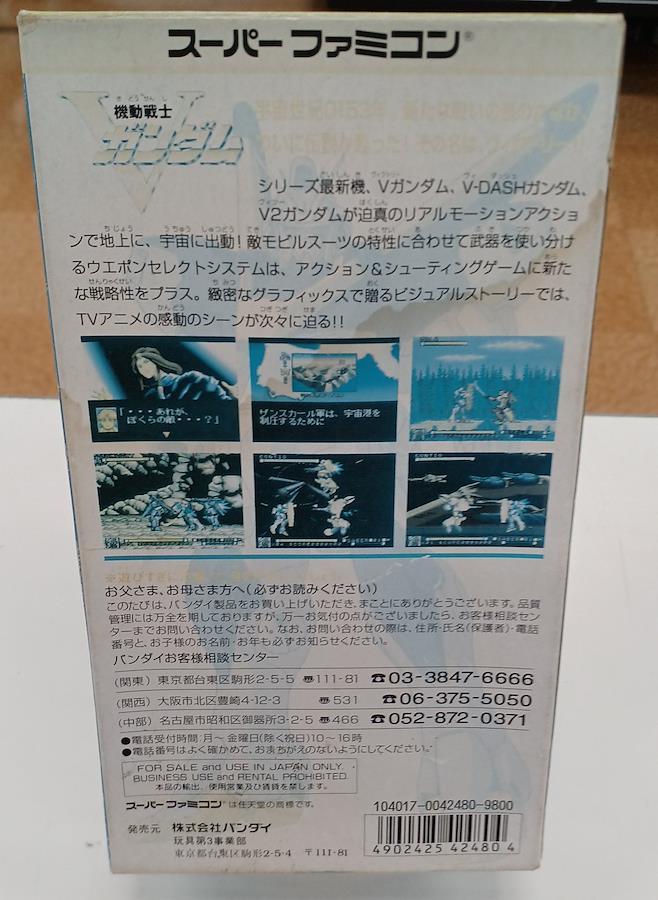 スーパーファミコン®
機動戦士
Vガンダム
シリーズ最新機、Vガンダム、V-DASHガンダム、
V2ガンダムが迫真のリアルモーションアクショ
ンで地上に、宇宙に出動!敵モビルスーツの特性に合わせて武器を使い分け
るウエポンセレクトシステムは、アクション&シューティングゲームに新た
な戦略性をプラス。緻密なグラフィックスで贈るビジュアルストーリーでは、
TVアニメの感動のシーンが次々に迫る!!
「・・・あれが、
ぼくらの敵・・・?」
ザンスカール軍は、宇宙港を
制圧するために
CONTIO
CONTIO
お父さま、お母さま方へ(必ずお読みください)
このたびは、バンダイ製品をお買い上げいただき、まことにありがとうございます。品質
管理には万全を期しておりますが、万一お気付の点がございましたら、お客様相談セン
ターまでお問い合わせください。なお、お問い合わせの際は、住所・氏名(保護者)・電話
番号と、お子様のお名前・お年も必ずお知らせください。
バンダイお客様相談センター
(関東) 東京都台東区駒形2-5-5 〠111-81 ☎03-3847-6666
(関西) 大阪市北区豊崎4-12-3 〠531 ☎06-375-5050
(中部) 名古屋市昭和区御器所3-2-5 〠466 ☎052-872-0371
●電話受付時間:月〜金曜日(除く祝日)10〜16時
●電話番号はよく確かめて、おまちがえのないようにしてください。
FOR SALE and USE IN JAPAN ONLY.
BUSINESS USE and RENTAL PROHIBITED.
本品の輸出、使用営業及び賃貸を禁じます。
スーパーファミコンは任天堂の商標です。
104017-0042480-9800
発売元 株式会社バンダイ
玩具第3事業部
東京都台東区駒形2-5-4 〒111-81
4902425424804